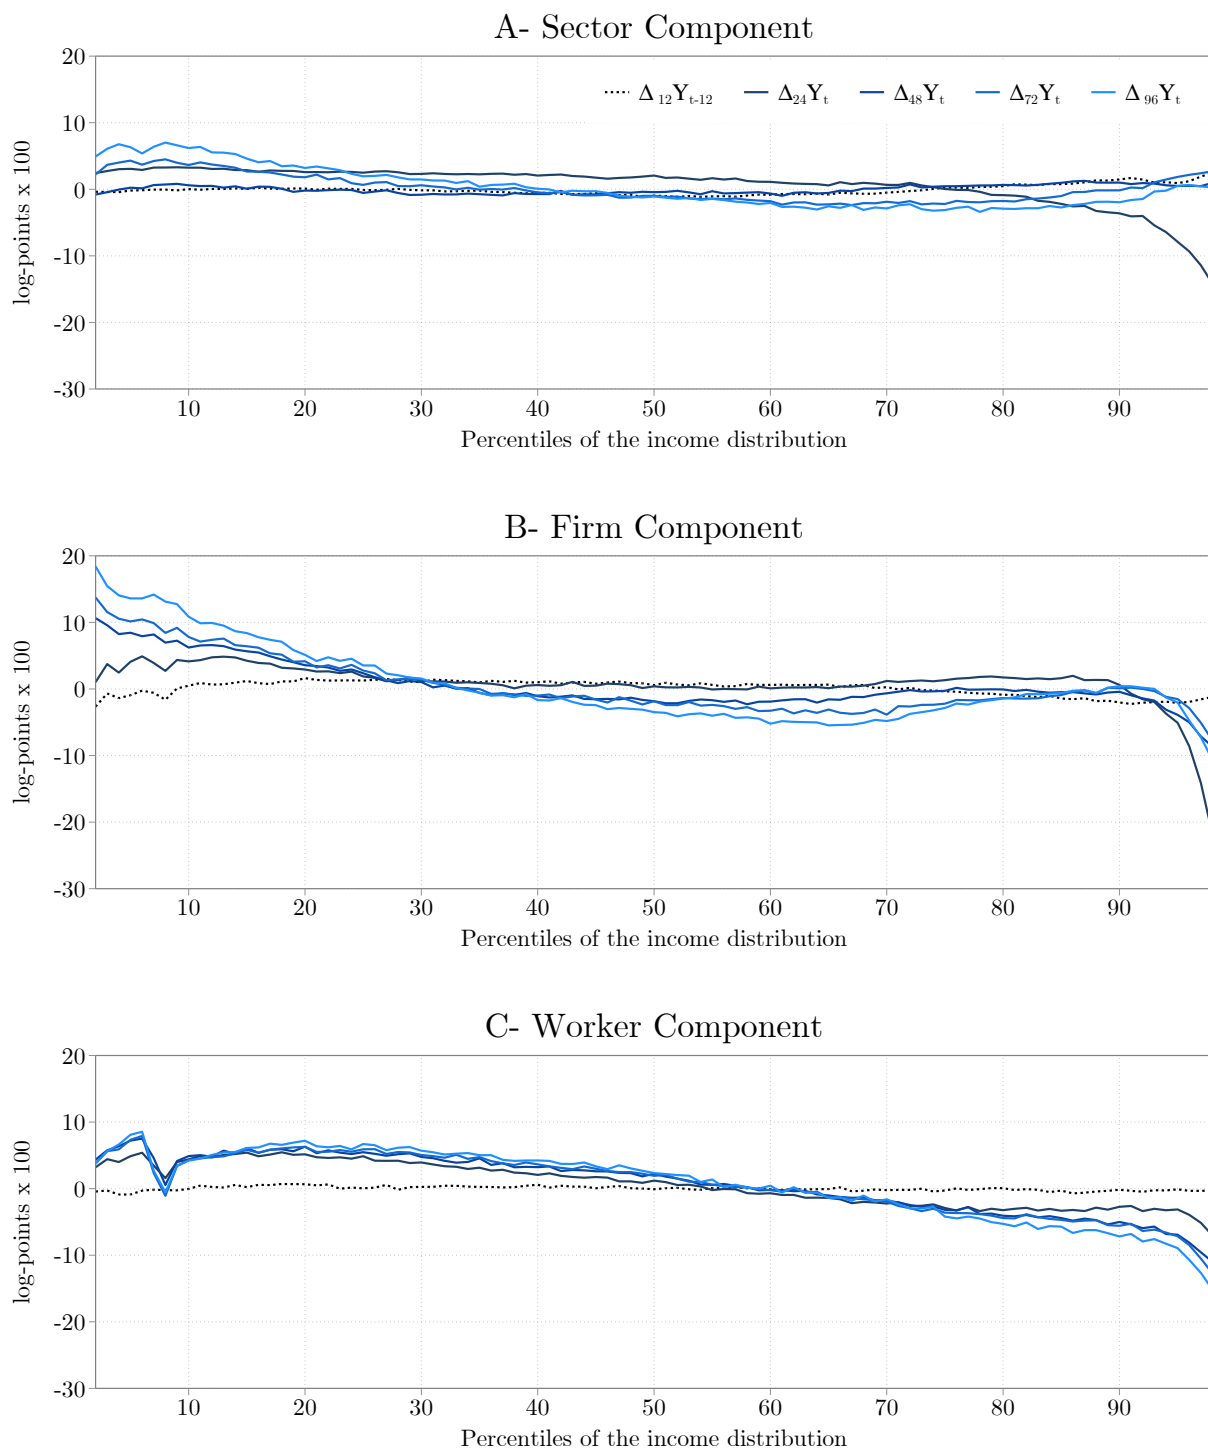 A- Sector Component
20
Δ₁₂Yₜ₋₁₂ Δ₂₄Yₜ Δ₄₈Yₜ Δ₇₂Yₜ Δ₉₆Yₜ
10
0
-10
-20
-30
log-points x 100
10 20 30 40 50 60 70 80 90
Percentiles of the income distribution
B- Firm Component
20
10
0
-10
-20
-30
log-points x 100
10 20 30 40 50 60 70 80 90
Percentiles of the income distribution
C- Worker Component
20
10
0
-10
-20
-30
log-points x 100
10 20 30 40 50 60 70 80 90
Percentiles of the income distribution